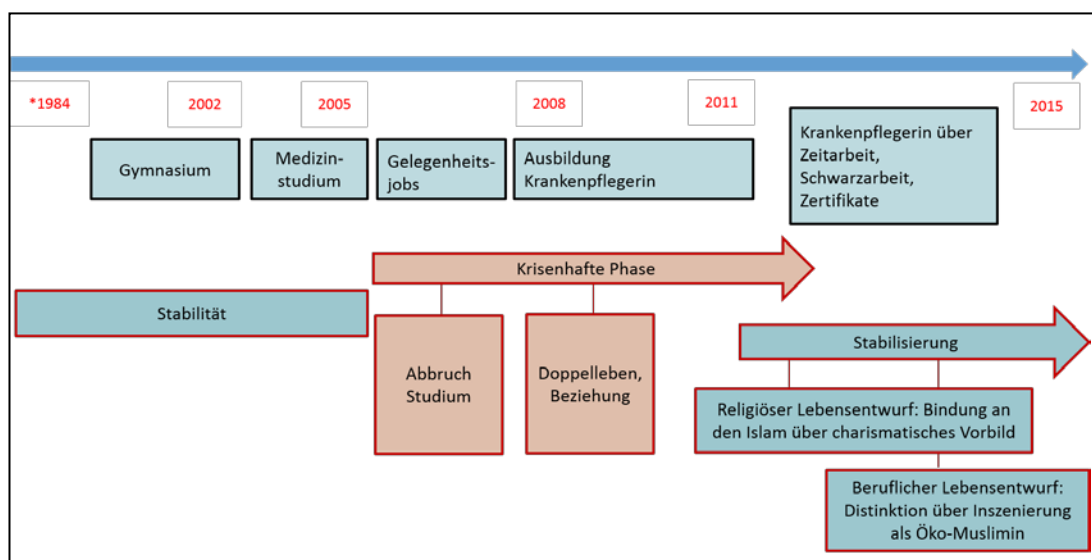 *1984
2002
2005
2008
2011
2015
Gymnasium
Medizin-
studium
Gelegenheits-
jobs
Ausbildung
Krankenpflegerin
Krankenpflegerin über
Zeitarbeit,
Schwarzarbeit,
Zertifikate
Krisenhafte Phase
Stabilität
Abbruch
Studium
Doppelleben,
Beziehung
Stabilisierung
Religiöser Lebensentwurf: Bindung an
den Islam über charismatisches Vorbild
Beruflicher Lebensentwurf:
Distinktion über Inszenierung
als Öko-Muslimin